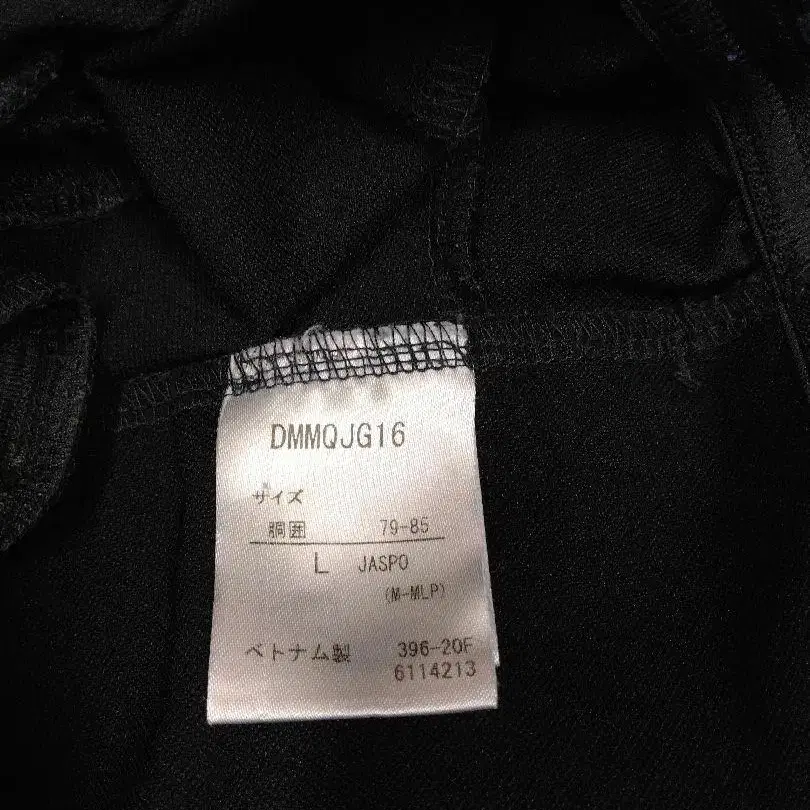 DMMQJG16
サイズ
胴囲 79-85
L JASPO
(M-MLP)
ベトナム製 396-20F
6114213